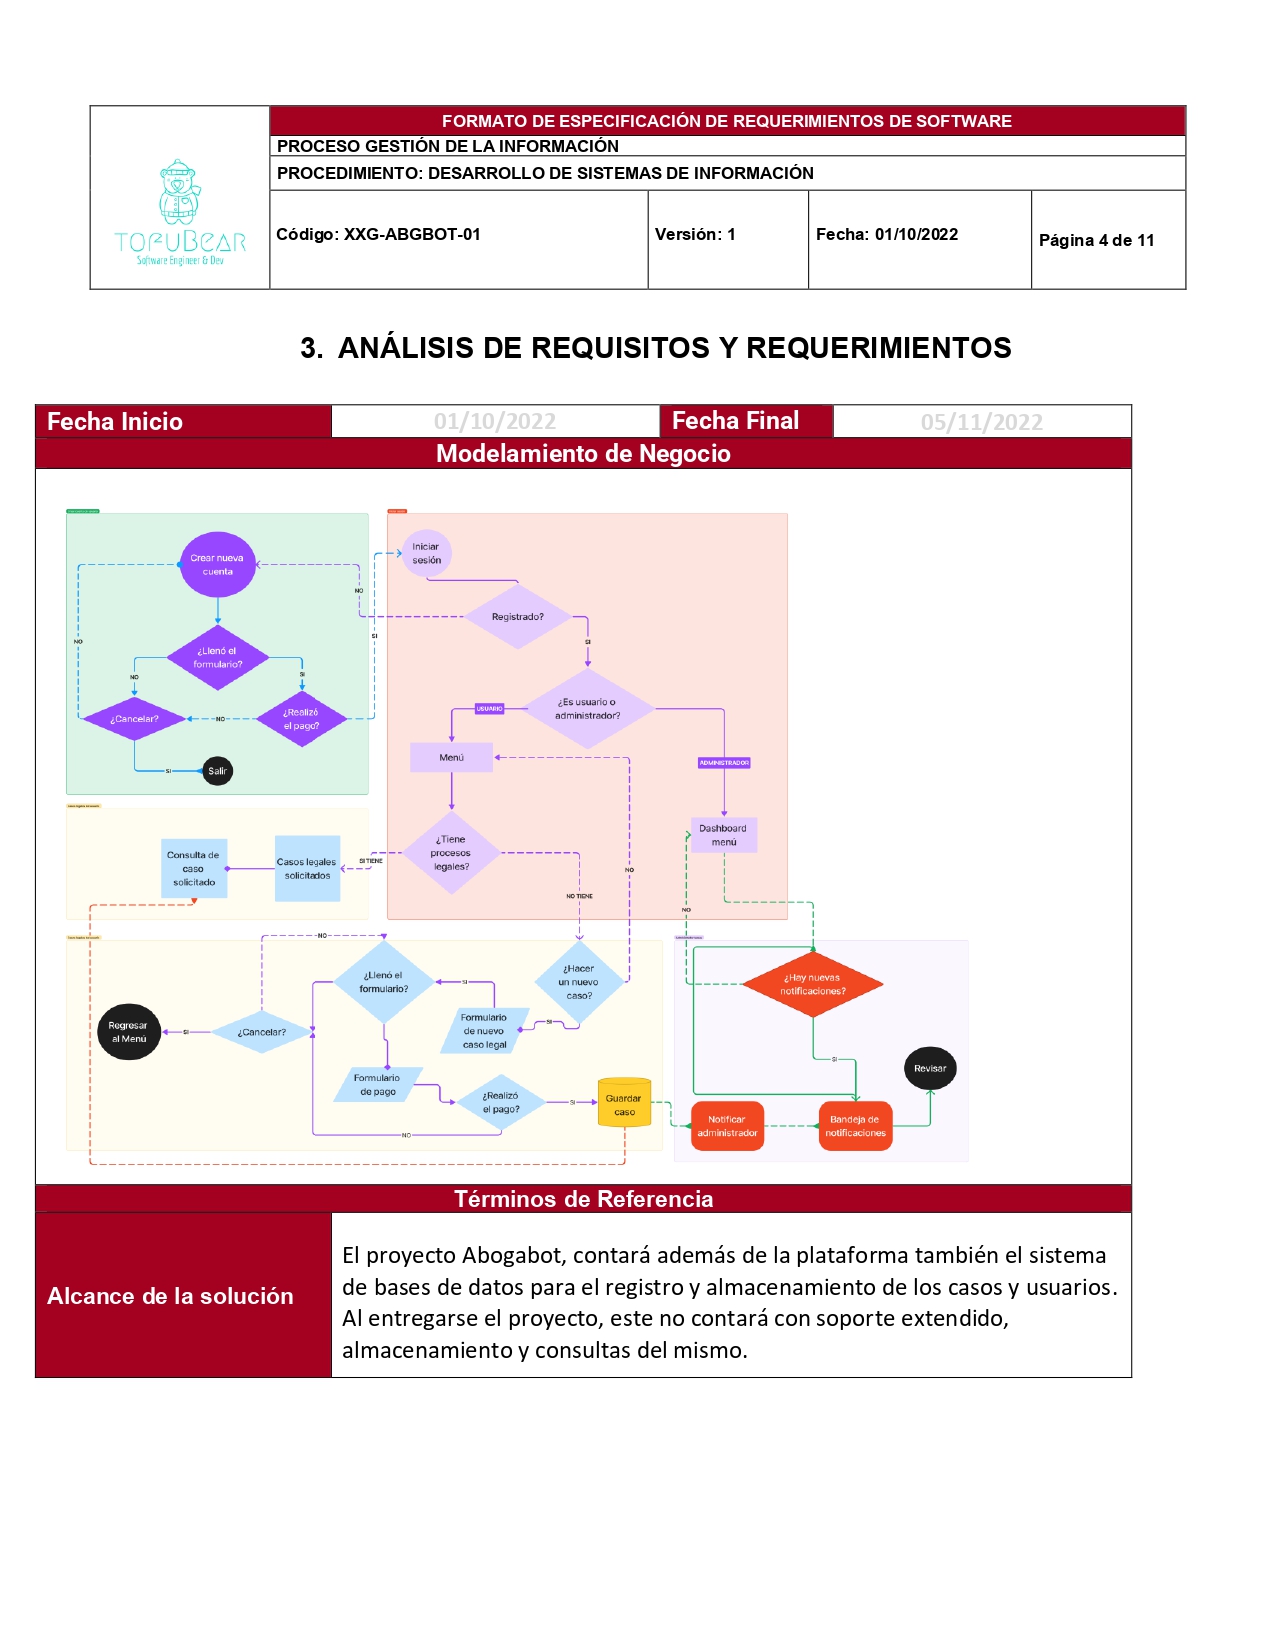 FORMATO DE ESPECIFICACIÓN DE REQUERIMIENTOS DE SOFTWARE
PROCESO GESTIÓN DE LA INFORMACIÓN
PROCEDIMIENTO: DESARROLLO DE SISTEMAS DE INFORMACIÓN
TOFUBEAR
Software Engineer & Dev
Código: XXG-ABGBOT-01
Versión: 1
Fecha: 01/10/2022
Página 4 de 11
3. ANÁLISIS DE REQUISITOS Y REQUERIMIENTOS
Fecha Inicio
01/10/2022
Fecha Final
05/11/2022
Modelamiento de Negocio
Crear nueva
cuenta
NO
¿Llenó el
formulario?
NO
SI
¿Cancelar?
NO
¿Realizó
el pago?
SI
Salir
NO
SI
Iniciar
sesión
Registrado?
SI
¿Es usuario o
administrador?
USUARIO
ADMINISTRADOR
Menú
Dashboard
menú
¿Tiene
procesos
legales?
SI TIENE
NO TIENE
NO
NO
Consulta de
caso
solicitado
Casos legales
solicitados
NO
¿Llenó el
formulario?
SI
¿Hacer
un nuevo
caso?
Formulario
de nuevo
caso legal
SI
Regresar
al Menú
SI
¿Cancelar?
Formulario
de pago
¿Realizó
el pago?
SI
NO
Guardar
caso
¿Hay nuevas
notificaciones?
SI
Revisar
Notificar
administrador
Bandeja de
notificaciones
Términos de Referencia
Alcance de la solución
El proyecto Abogabot, contará además de la plataforma también el sistema
de bases de datos para el registro y almacenamiento de los casos y usuarios.
Al entregarse el proyecto, este no contará con soporte extendido,
almacenamiento y consultas del mismo.